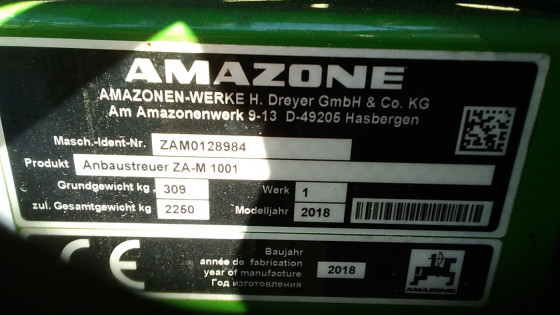 AMAZONE
AMAZONEN-WERKE H. Dreyer GmbH & Co. KG
Am Amazonenwerk 9-13 D-49205 Hasbergen
Masch.-Ident-Nr. ZAM0128984
Produkt Anbaustreuer ZA-M 1001
Grundgewicht kg 309 Werk 1
zul. Gesamtgewicht kg 2250 Modelljahr 2018
CE
Baujahr
année de fabrication
year of manufacture 2018
Год изготовления
AMAZONE